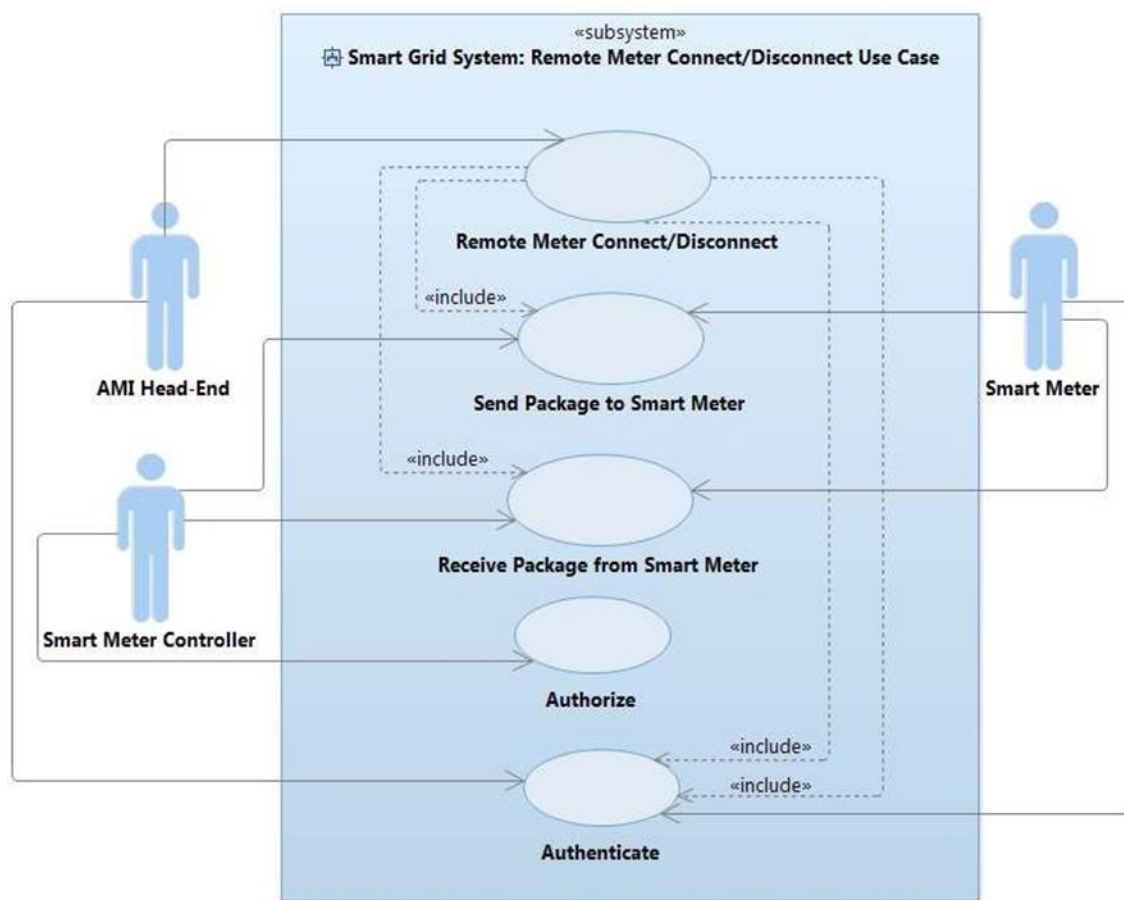 «subsystem»
Smart Grid System: Remote Meter Connect/Disconnect Use Case
Remote Meter Connect/Disconnect
«include»
Send Package to Smart Meter
AMI Head-End
Smart Meter
«include»
Receive Package from Smart Meter
Smart Meter Controller
Authorize
«include»
«include»
Authenticate